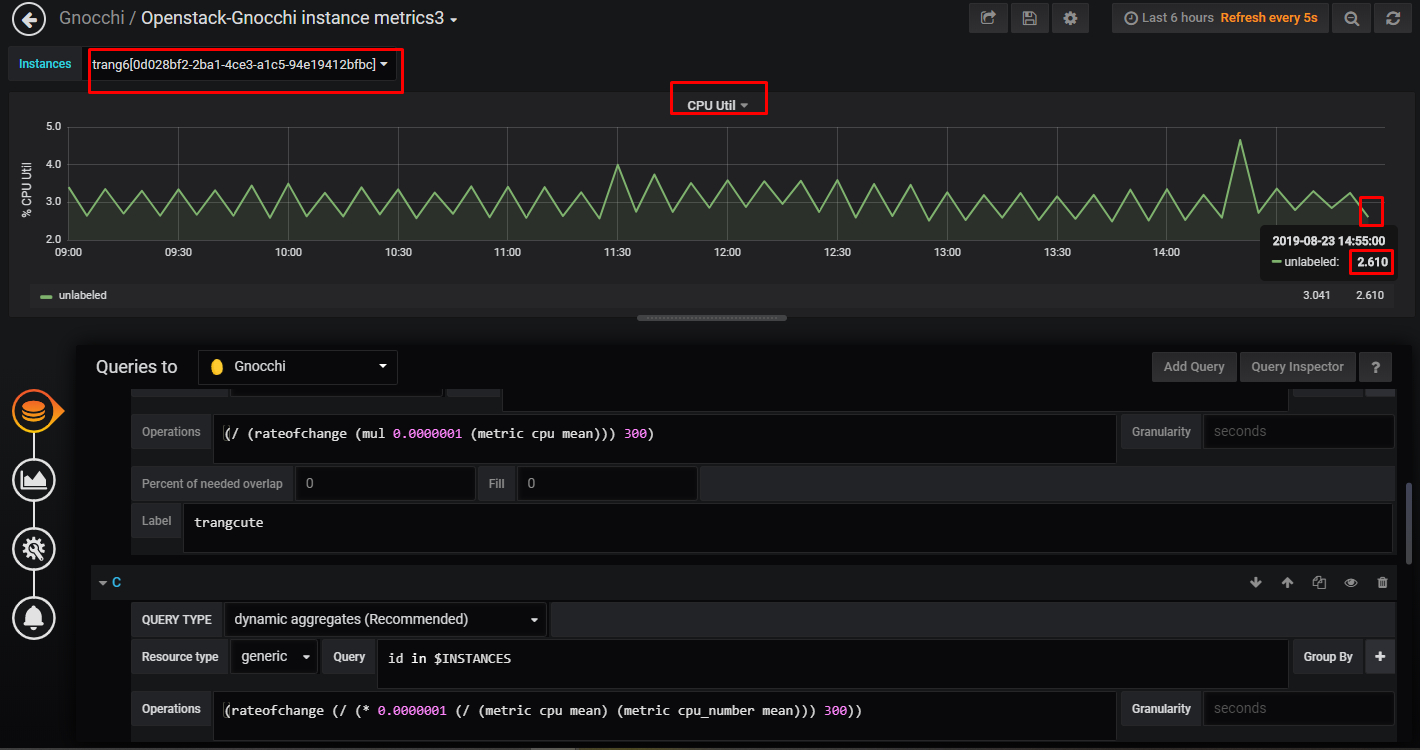 Gnocchi / Openstack-Gnocchi instance metrics3
Last 6 hours Refresh every 5s
Instances trang6[0d028bf2-2ba1-4ce3-a1c5-94e19412bfbc]
CPU Util
% CPU Util
5.0
4.0
3.0
2.0
09:00 09:30 10:00 10:30 11:00 11:30 12:00 12:30 13:00 13:30 14:00
2019-08-23 14:55:00
unlabeled: 2.610
unlabeled 3.041 2.610
Queries to Gnocchi Add Query Query Inspector ?
Operations (/ (rateofchange (mul 0.0000001 (metric cpu mean))) 300) Granularity seconds
Percent of needed overlap 0 Fill 0
Label trangcute
C
QUERY TYPE dynamic aggregates (Recommended)
Resource type generic Query id in $INSTANCES Group By +
Operations (rateofchange (/ (* 0.0000001 (/ (metric cpu mean) (metric cpu_number mean))) 300)) Granularity seconds